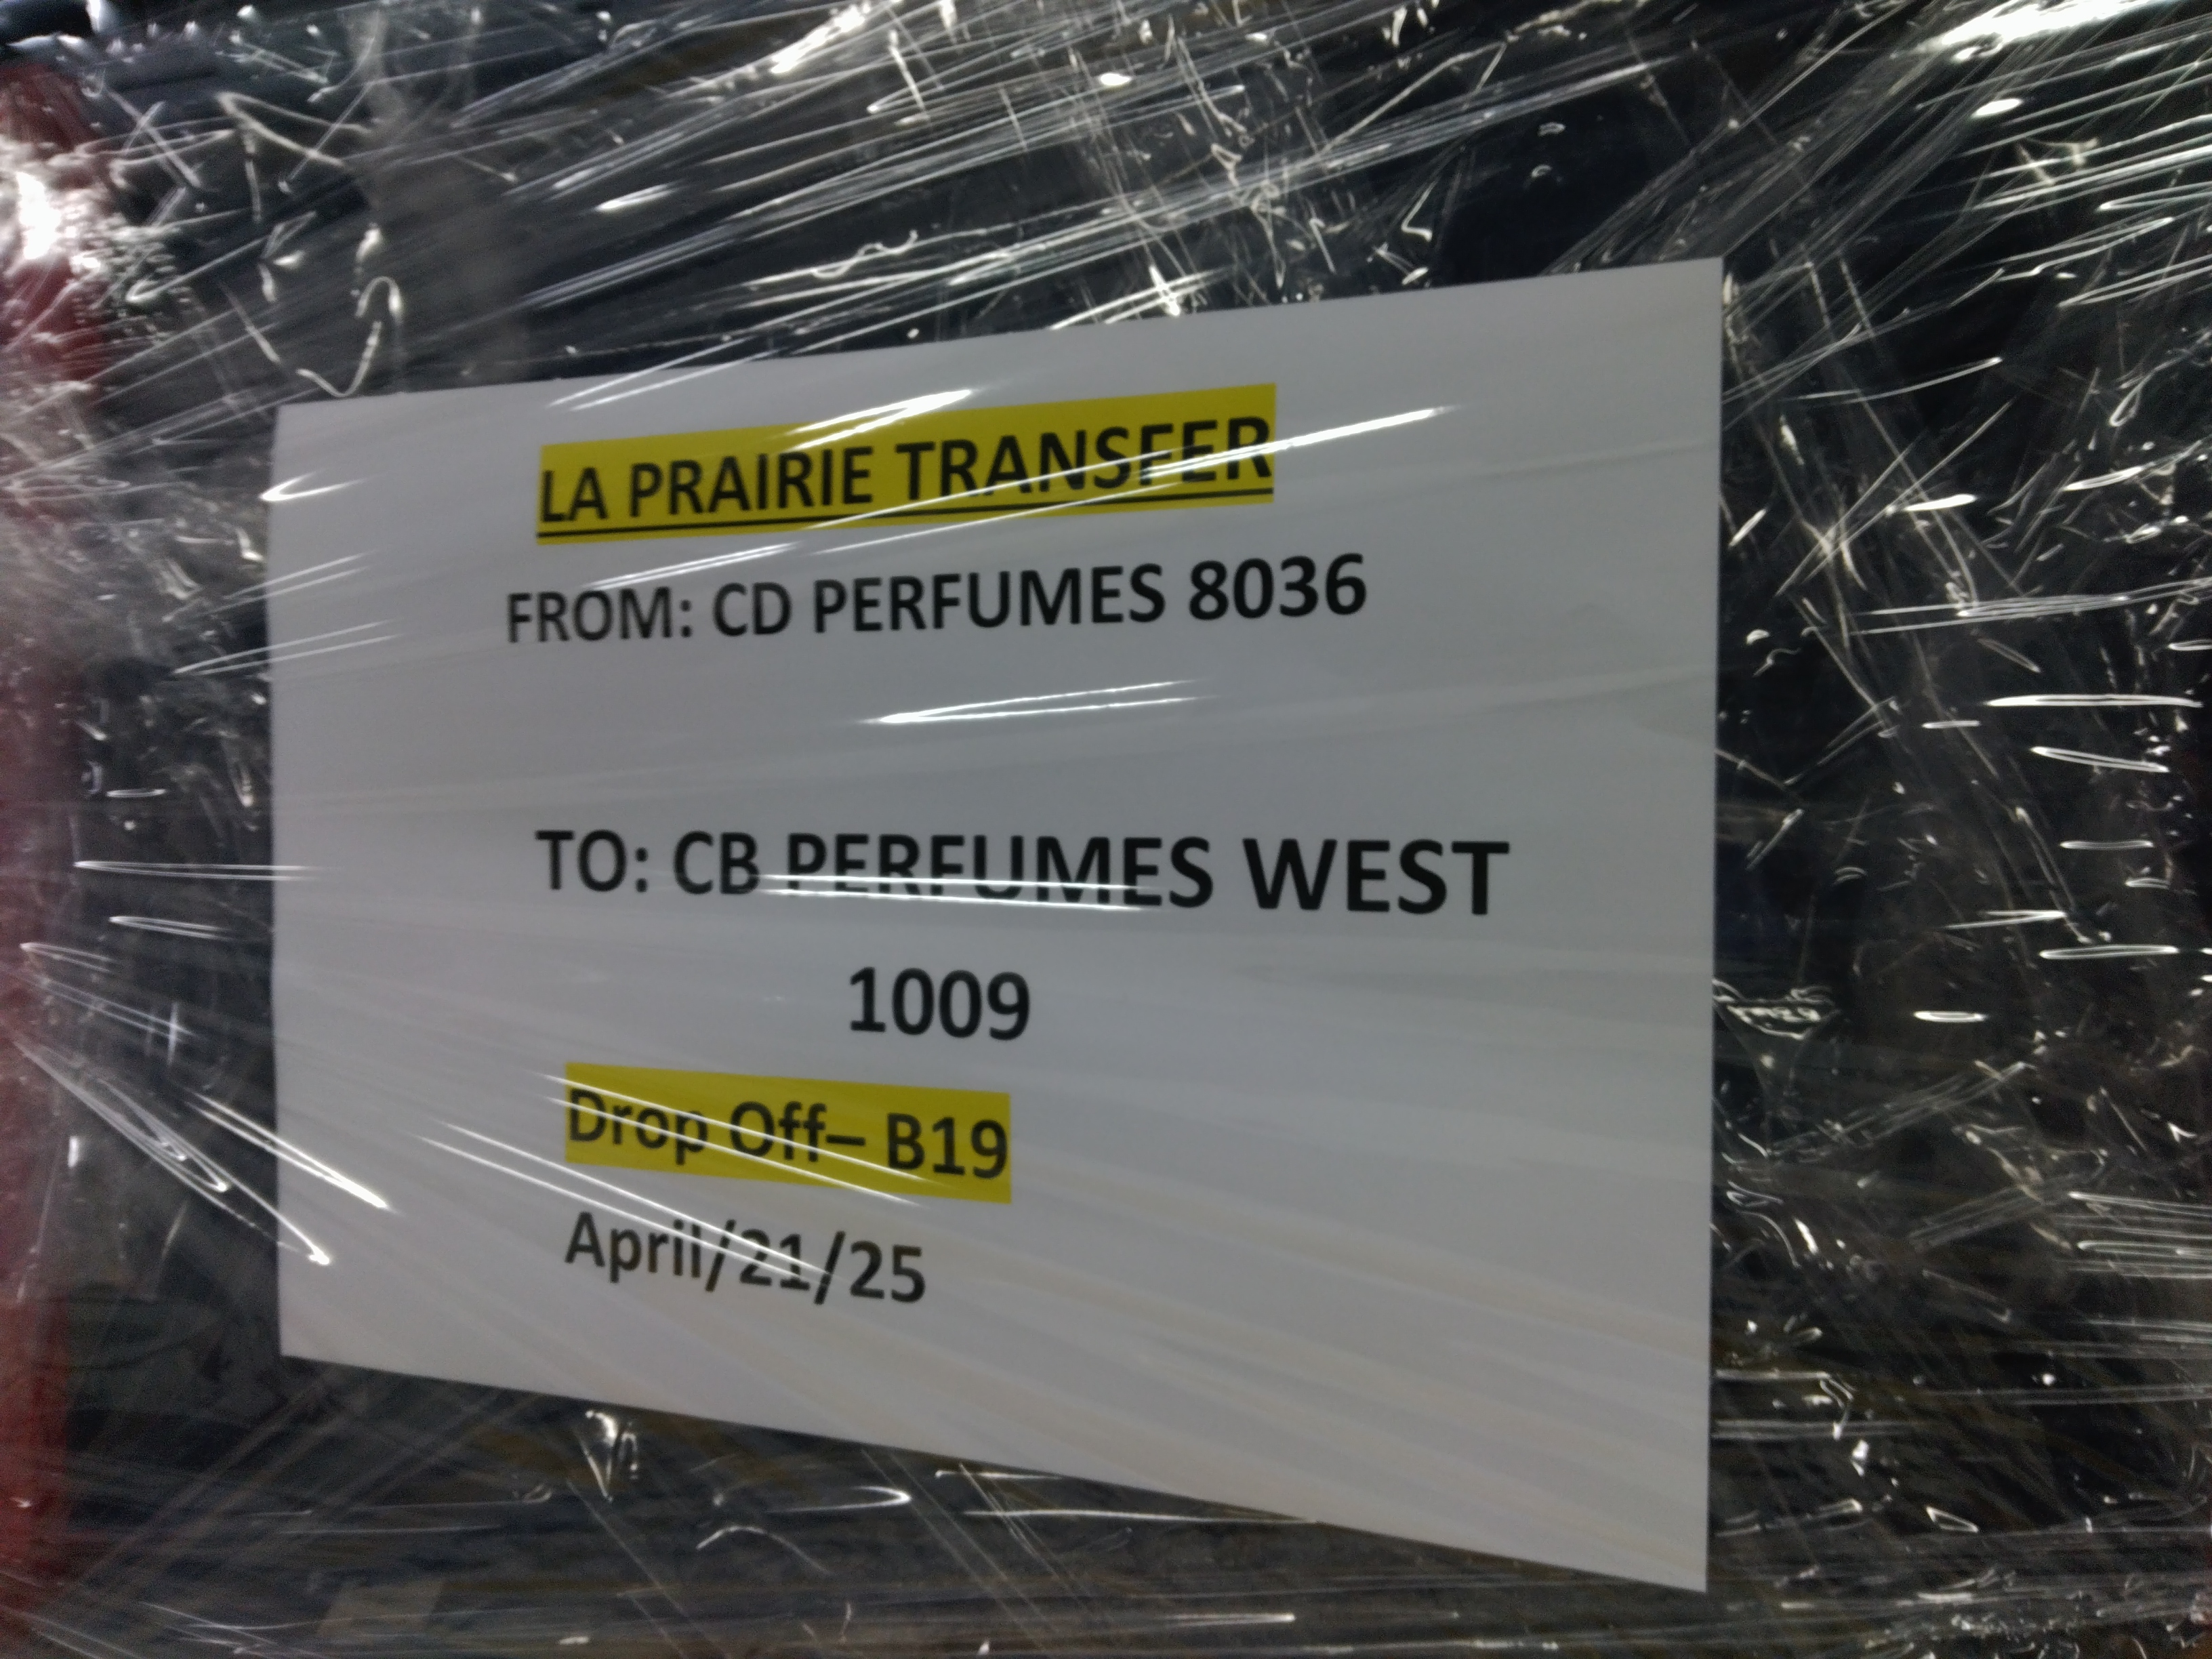 LA PRAIRIE TRANSFER
FROM: CD PERFUMES 8036
TO: CB PERFUMES WEST
1009
Drop Off– B19
April/21/25